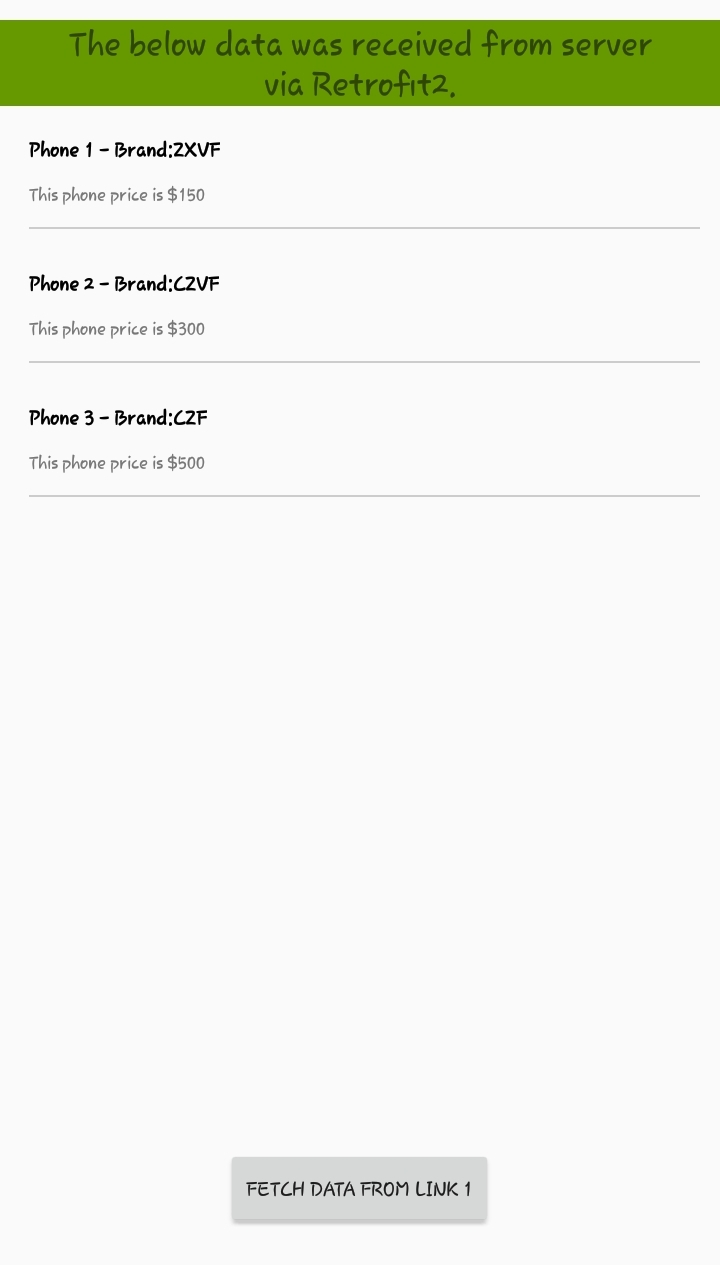 The below data was received from server
via Retrofit2.
Phone 1 - Brand:ZXVF
This phone price is $150
Phone 2 - Brand:CZVF
This phone price is $300
Phone 3 - Brand:CZF
This phone price is $500
FETCH DATA FROM LINK 1